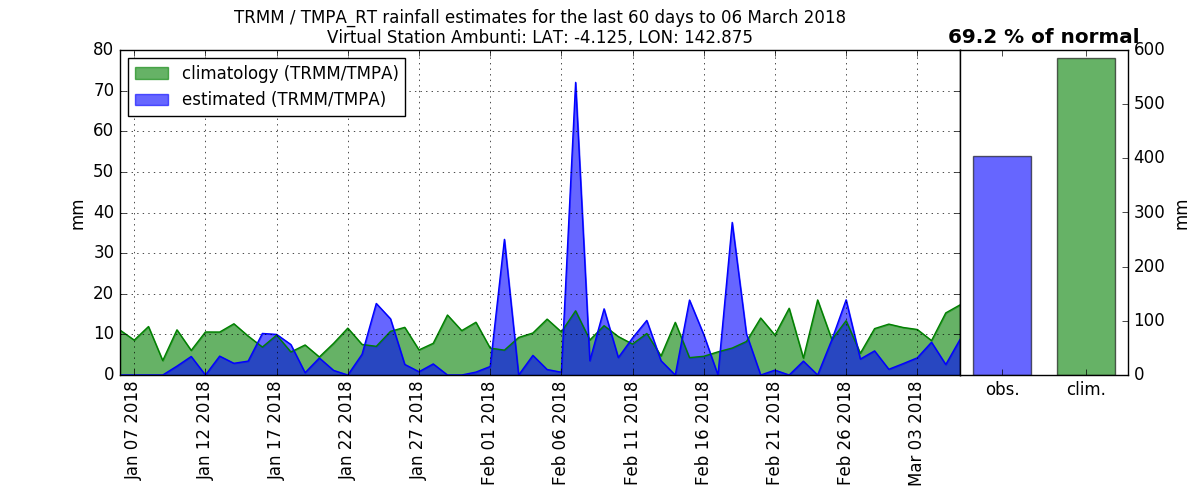 TRMM / TMPA_RT rainfall estimates for the last 60 days to 06 March 2018
Virtual Station Ambunti: LAT: -4.125, LON: 142.875
69.2 % of normal
climatology (TRMM/TMPA)
estimated (TRMM/TMPA)
mm
80
70
60
50
40
30
20
10
0
Jan 07 2018
Jan 12 2018
Jan 17 2018
Jan 22 2018
Jan 27 2018
Feb 01 2018
Feb 06 2018
Feb 11 2018
Feb 16 2018
Feb 21 2018
Feb 26 2018
Mar 03 2018
obs.
clim.
600
500
400
300
200
100
0
mm